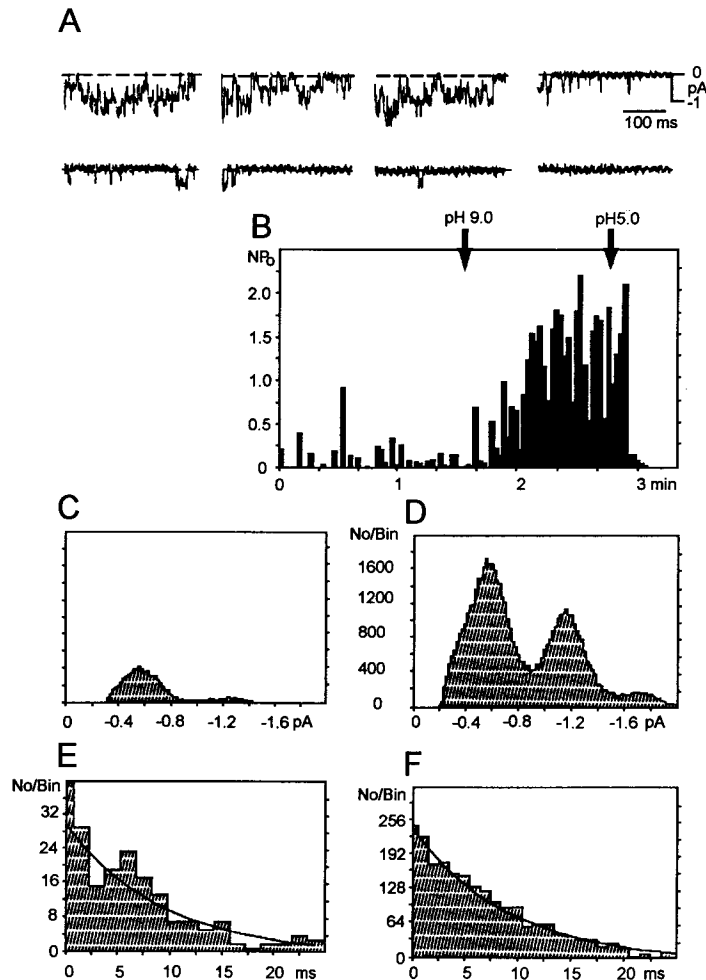 A
0
pA
-1
100 ms
B
pH 9.0
pH5.0
NPo
2.0
1.5
1.0
0.5
0
0 1 2 3 min
C
D
No/Bin
1600
1200
800
400
0
0 -0.4 -0.8 -1.2 -1.6 pA
0 -0.4 -0.8 -1.2 -1.6 pA
E
F
No/Bin
32
24
16
8
0
0 5 10 15 20 ms
No/Bin
256
192
128
64
0
0 5 10 15 20 ms